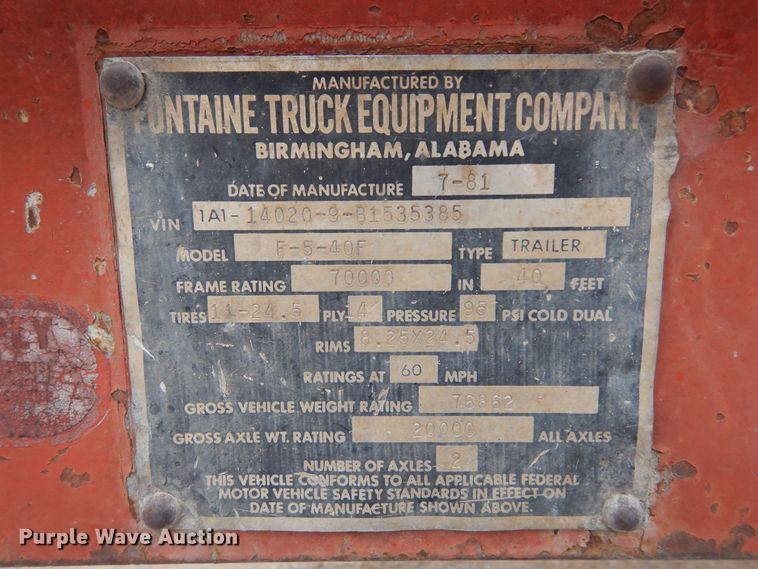 MANUFACTURED BY
FONTAINE TRUCK EQUIPMENT COMPANY
BIRMINGHAM, ALABAMA
DATE OF MANUFACTURE 7-81
VIN 1A1-14020-9-B1535385
MODEL F-5-40F TYPE TRAILER
FRAME RATING 70000 IN 40 FEET
TIRES 11-24.5 PLY 4 PRESSURE 95 PSI COLD DUAL
RIMS 8.25X24.5
RATINGS AT 60 MPH
GROSS VEHICLE WEIGHT RATING 76862
GROSS AXLE WT. RATING 20000 ALL AXLES
NUMBER OF AXLES 2
THIS VEHICLE CONFORMS TO ALL APPLICABLE FEDERAL
MOTOR VEHICLE SAFETY STANDARDS IN EFFECT ON
DATE OF MANUFACTURE SHOWN ABOVE.
Purple Wave Auction